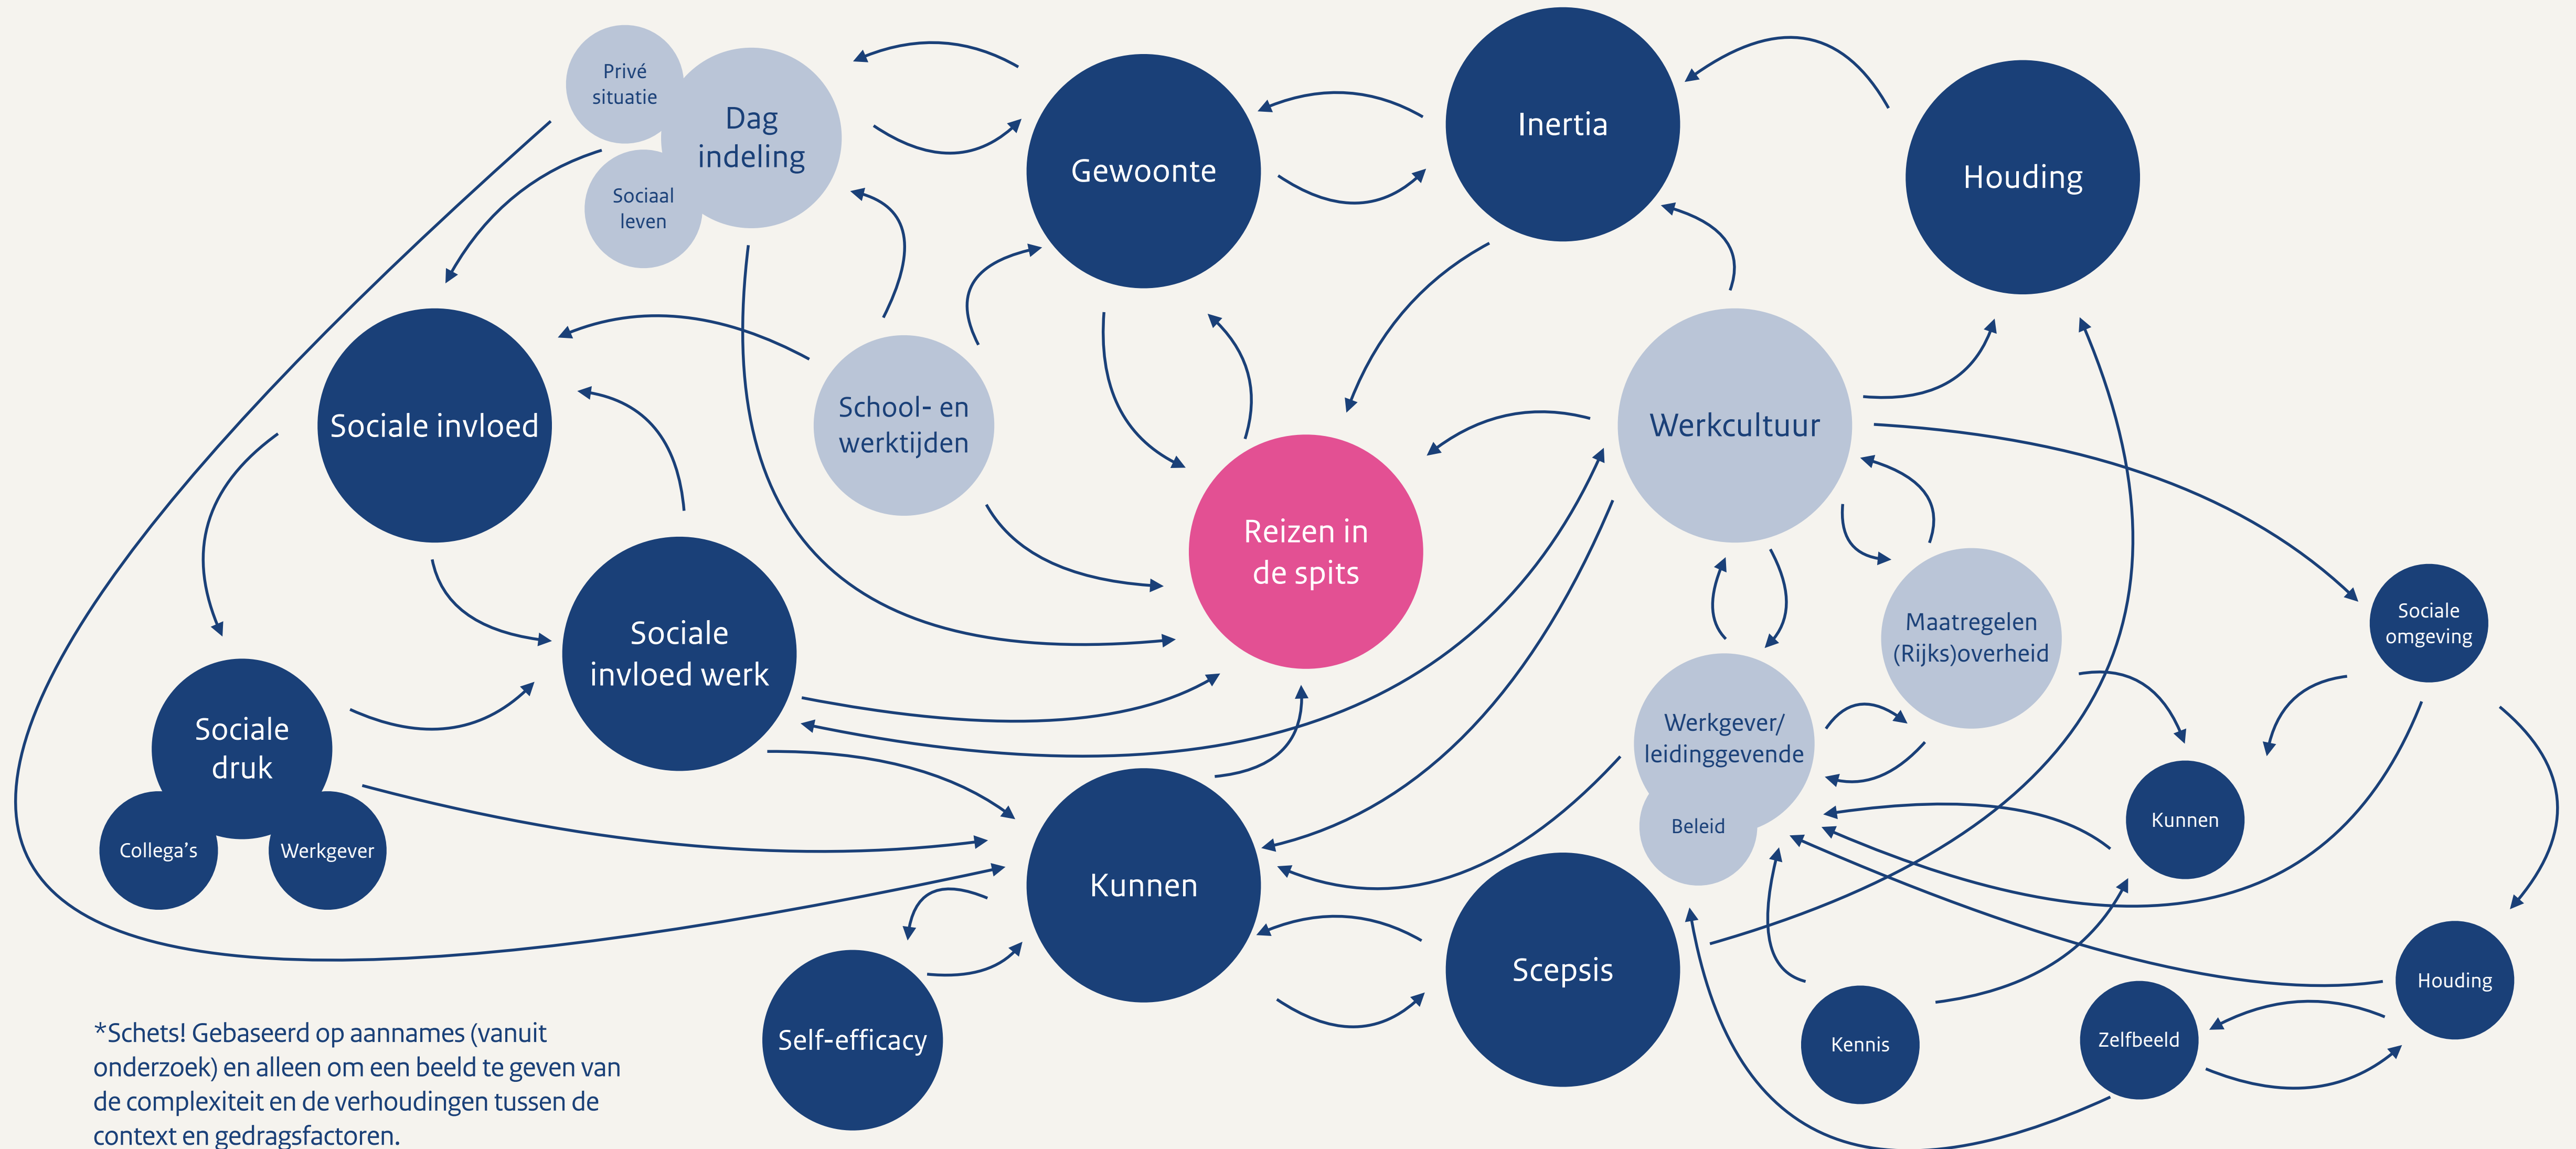 Privé
situatie
Dag
indeling
Sociaal
leven
Gewoonte
Inertia
Houding
Sociale invloed
School- en
werktijden
Werkcultuur
Reizen in
de spits
Sociale
invloed werk
Maatregelen
(Rijks)overheid
Sociale
omgeving
Sociale
druk
Collega's
Werkgever
Werkgever/
leidinggevende
Beleid
Kunnen
Kunnen
Scepsis
Houding
Self-efficacy
Kennis
Zelfbeeld
*Schets! Gebaseerd op aannames (vanuit
onderzoek) en alleen om een beeld te geven van
de complexiteit en de verhoudingen tussen de
context en gedragsfactoren.